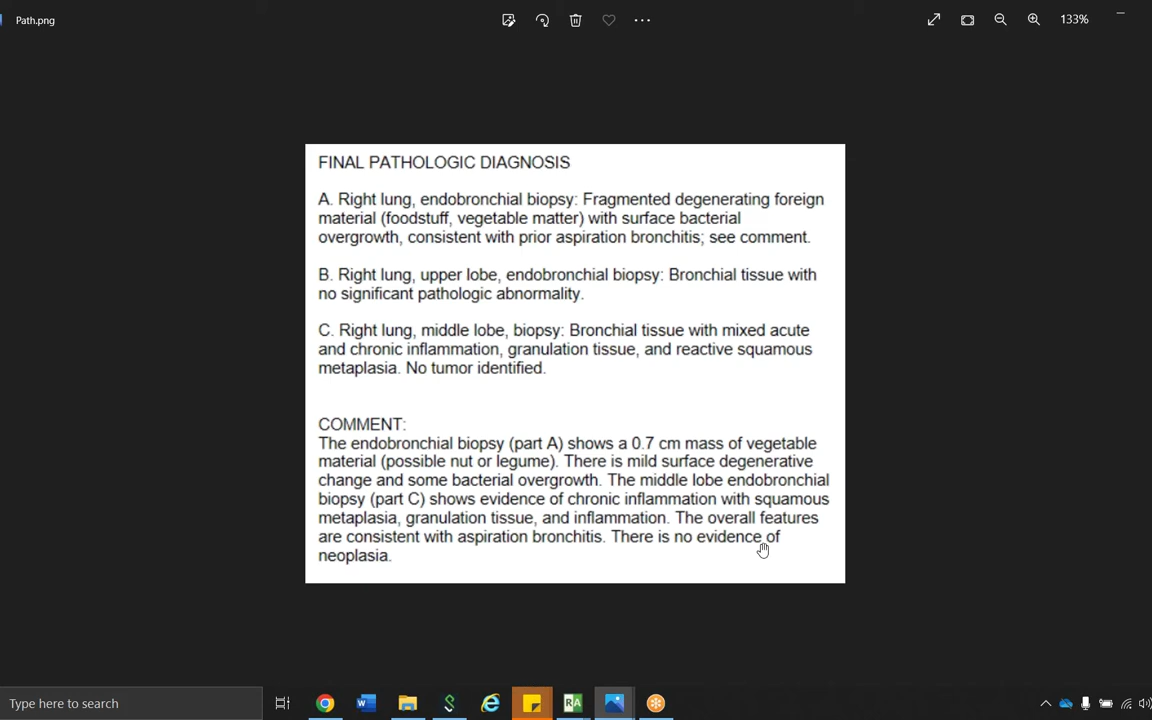 Path.png
133%
FINAL PATHOLOGIC DIAGNOSIS
A. Right lung, endobronchial biopsy: Fragmented degenerating foreign
material (foodstuff, vegetable matter) with surface bacterial
overgrowth, consistent with prior aspiration bronchitis; see comment.
B. Right lung, upper lobe, endobronchial biopsy: Bronchial tissue with
no significant pathologic abnormality.
C. Right lung, middle lobe, biopsy: Bronchial tissue with mixed acute
and chronic inflammation, granulation tissue, and reactive squamous
metaplasia. No tumor identified.
COMMENT:
The endobronchial biopsy (part A) shows a 0.7 cm mass of vegetable
material (possible nut or legume). There is mild surface degenerative
change and some bacterial overgrowth. The middle lobe endobronchial
biopsy (part C) shows evidence of chronic inflammation with squamous
metaplasia, granulation tissue, and inflammation. The overall features
are consistent with aspiration bronchitis. There is no evidence of
neoplasia.
Type here to search
RA